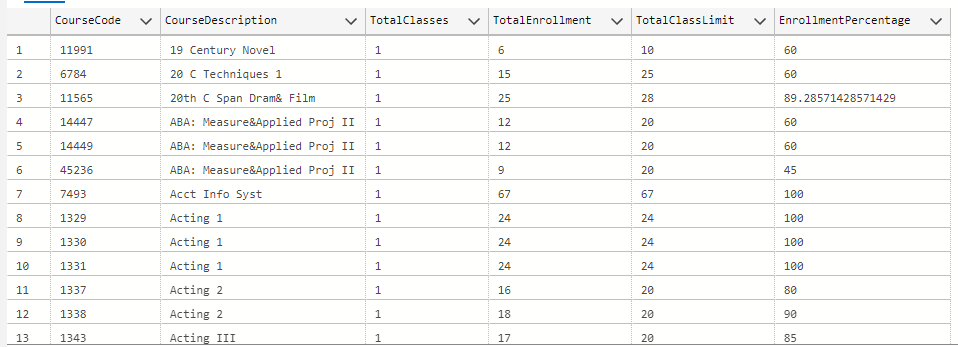 CourseCode CourseDescription TotalClasses TotalEnrollment TotalClassLimit EnrollmentPercentage
1 11991 19 Century Novel 1 6 10 60
2 6784 20 C Techniques 1 1 15 25 60
3 11565 20th C Span Dram& Film 1 25 28 89.28571428571429
4 14447 ABA: Measure&Applied Proj II 1 12 20 60
5 14449 ABA: Measure&Applied Proj II 1 12 20 60
6 45236 ABA: Measure&Applied Proj II 1 9 20 45
7 7493 Acct Info Syst 1 67 67 100
8 1329 Acting 1 1 24 24 100
9 1330 Acting 1 1 24 24 100
10 1331 Acting 1 1 24 24 100
11 1337 Acting 2 1 16 20 80
12 1338 Acting 2 1 18 20 90
13 1343 Acting III 1 17 20 85